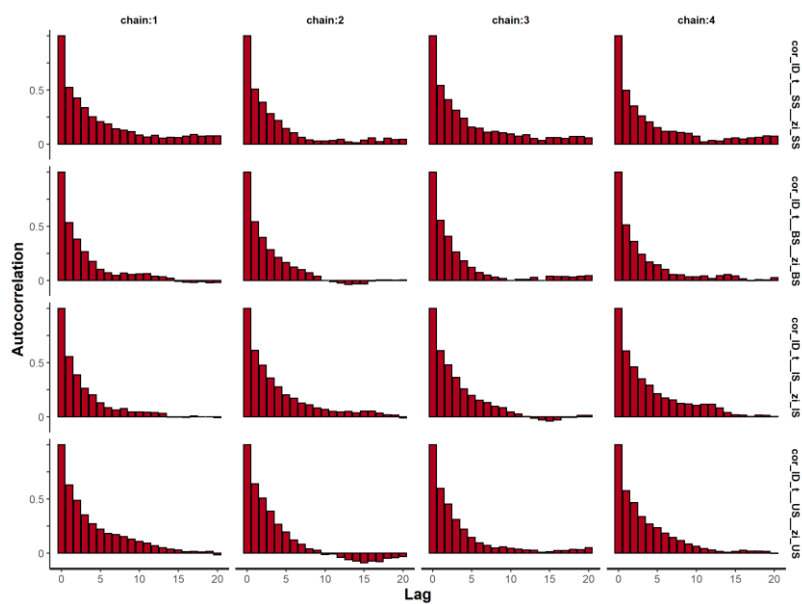 chain:1 chain:2 chain:3 chain:4
0.5
0
cor_ID_t__SS__zi_SS
0.5
0
cor_ID_t__BS__zi_BS
Autocorrelation
0.5
0
cor_ID_t__IS__zi_IS
0.5
0
cor_ID_t__US__zi_US
0 5 10 15 20 0 5 10 15 20 0 5 10 15 20 0 5 10 15 20
Lag